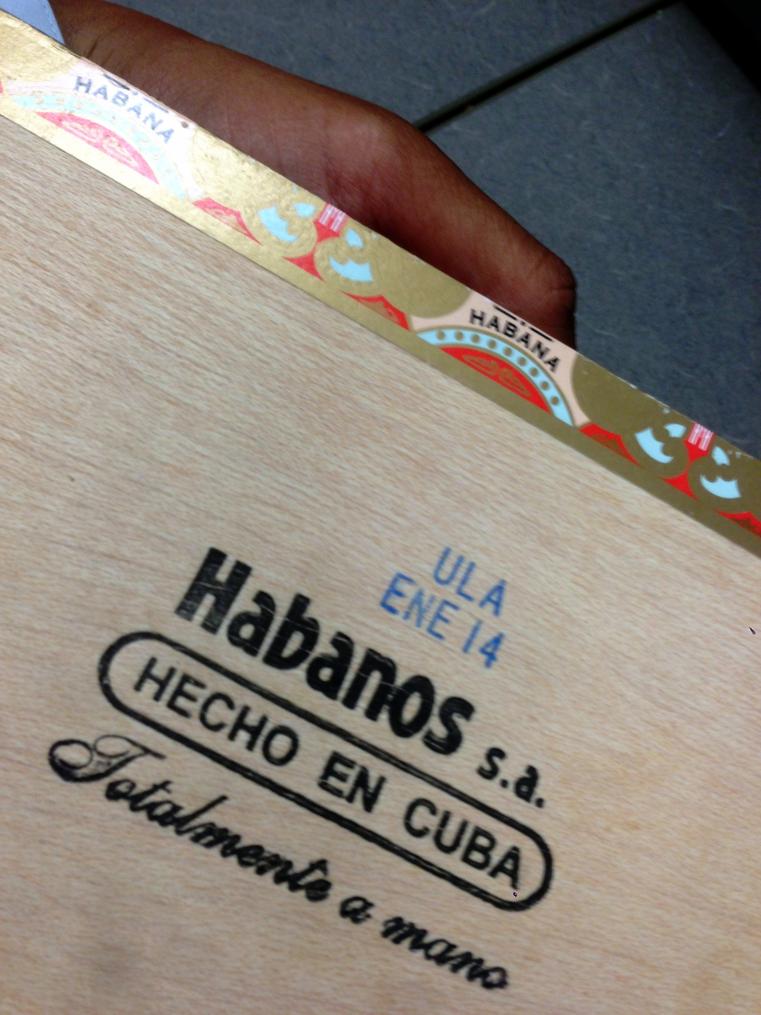 HABANA
HABANA
ULA
ENE 14
Habanos s.a.
HECHO EN CUBA
Totalmente a mano